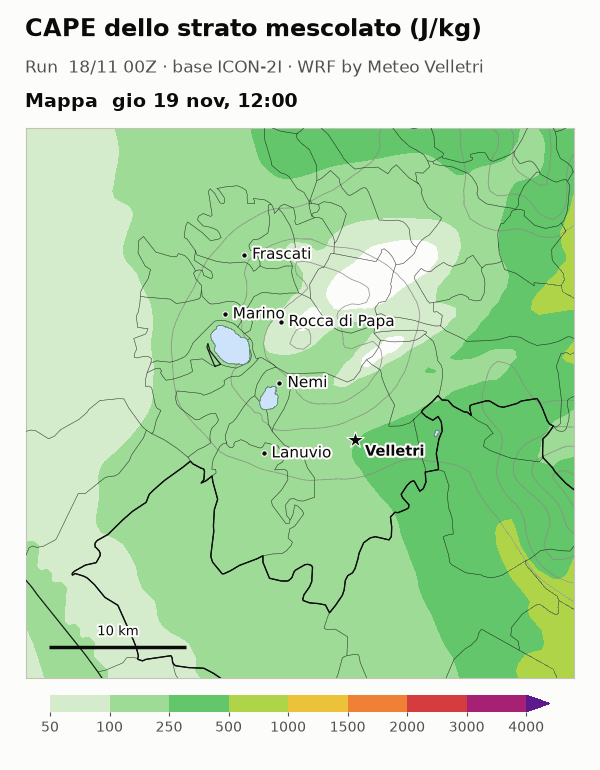 CAPE dello strato mescolato (J/kg)
Run 18/11 00Z · base ICON-2I · WRF by Meteo Velletri
Mappa gio 19 nov, 12:00
Frascati
Marino
Rocca di Papa
Nemi
Velletri
Lanuvio
10 km
50 100 250 500 1000 1500 2000 3000 4000